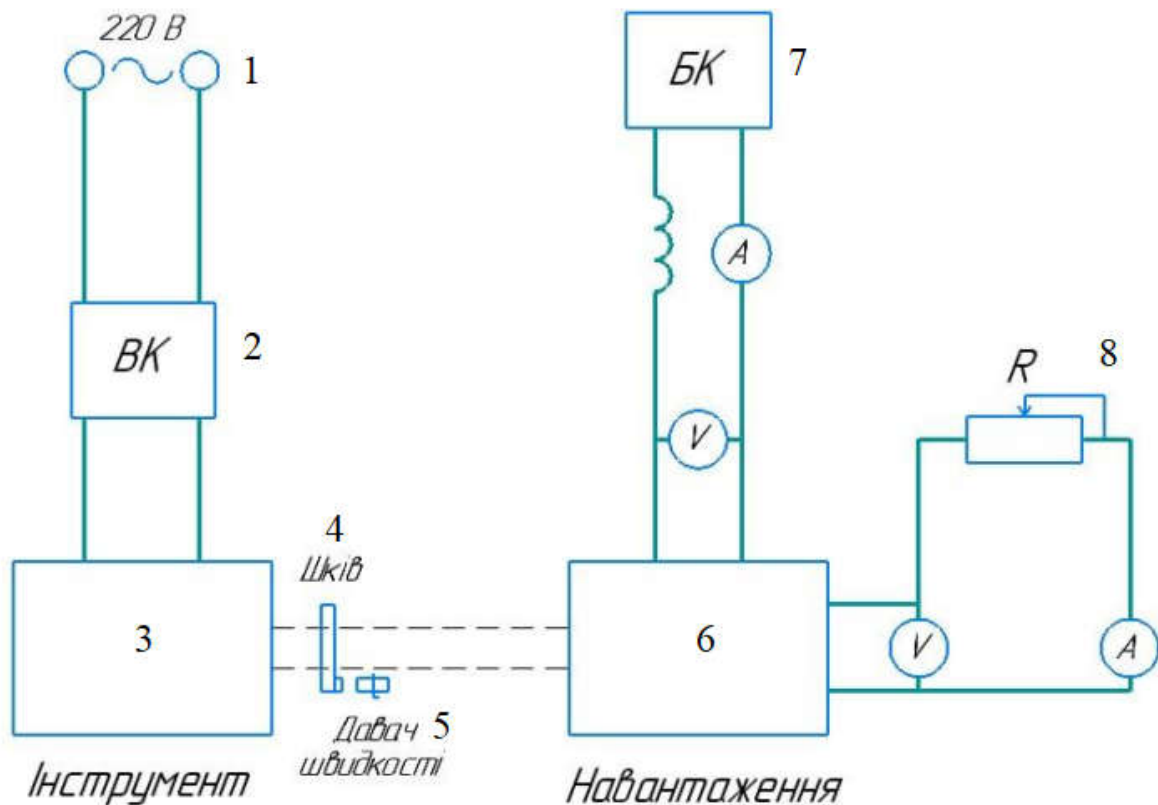 220 В
1
БК
7
А
ВК
2
R
8
V
4
Шків
3
6
V
А
Давач 5
швидкості
Інструмент
Навантаження